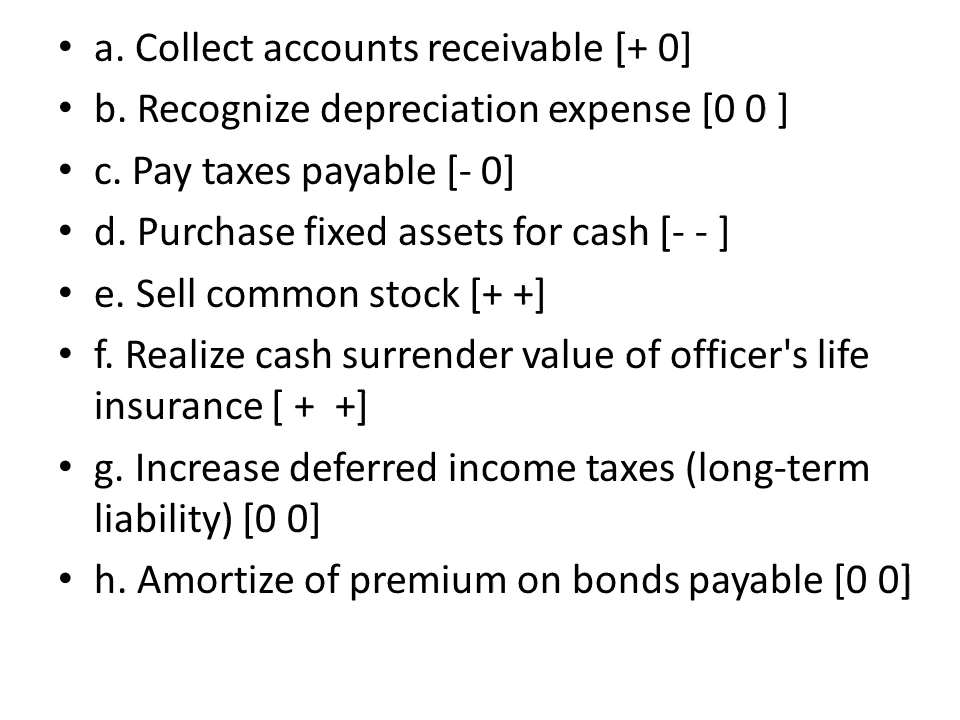 • a. Collect accounts receivable [+ 0]
• b. Recognize depreciation expense [0 0 ]
• c. Pay taxes payable [- 0]
• d. Purchase fixed assets for cash [- - ]
• e. Sell common stock [+ +]
• f. Realize cash surrender value of officer's life
insurance [ +  +]
• g. Increase deferred income taxes (long-term
liability) [0 0]
• h. Amortize of premium on bonds payable [0 0]